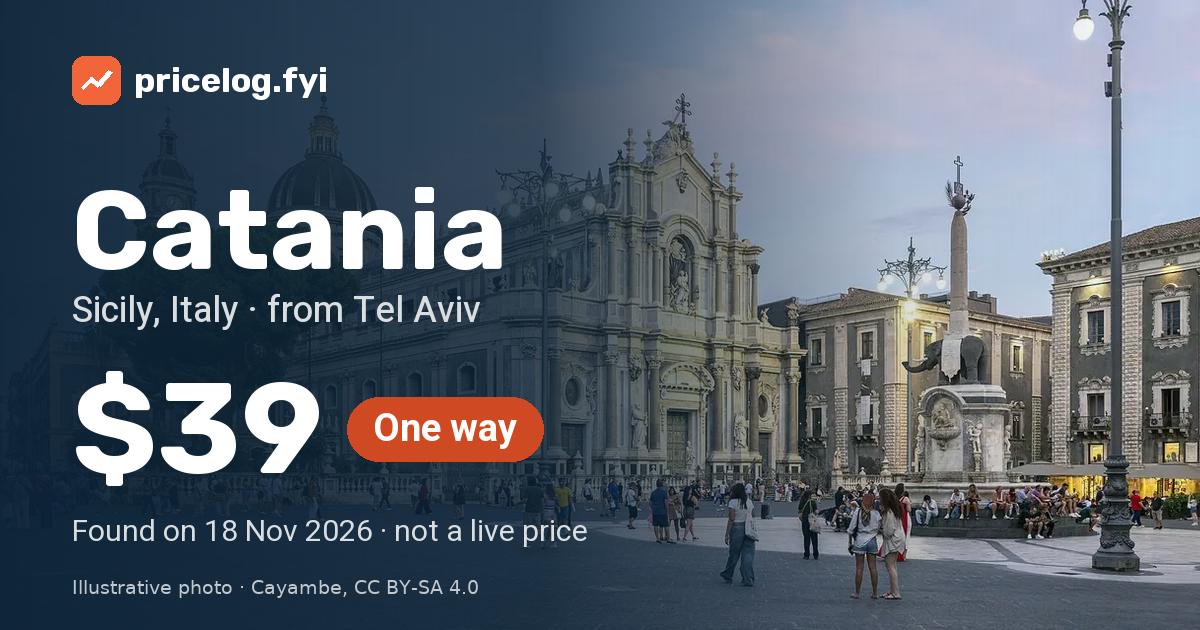 pricelog.fyi
Catania
Sicily, Italy · from Tel Aviv
$39 One way
Found on 18 Nov 2026 · not a live price
Illustrative photo · Cayambe, CC BY-SA 4.0